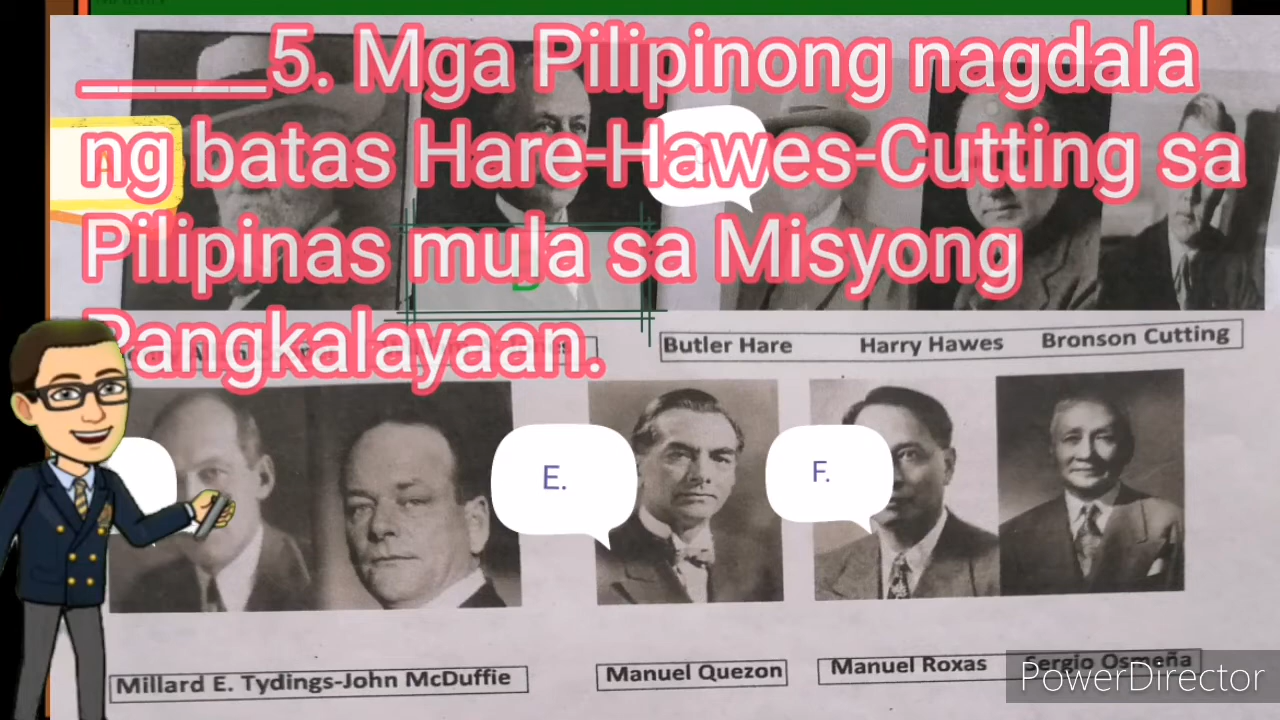 _____5. Mga Pilipinong nagdala
ng batas Hare-Hawes-Cutting sa
Pilipinas mula sa Misyong
Pangkalayaan.
Butler Hare
Harry Hawes
Bronson Cutting
E.
F.
Millard E. Tydings-John McDuffie
Manuel Quezon
Manuel Roxas
Sergio Osmeña
PowerDirector